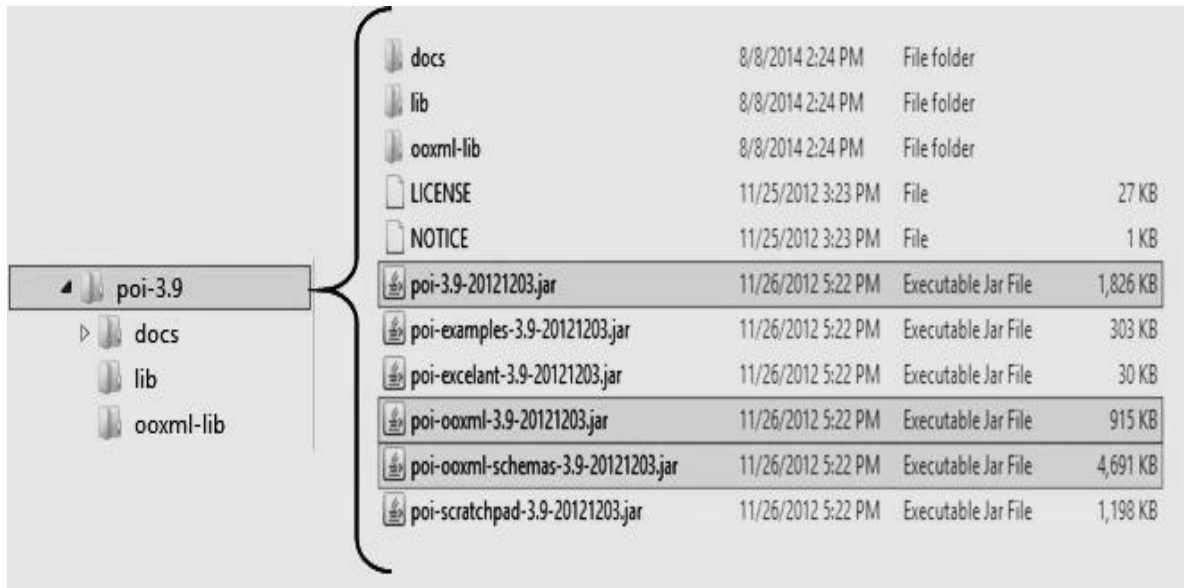 poi-3.9
docs
lib
ooxml-lib
docs 8/8/2014 2:24 PM File folder
lib 8/8/2014 2:24 PM File folder
ooxml-lib 8/8/2014 2:24 PM File folder
LICENSE 11/25/2012 3:23 PM File 27 KB
NOTICE 11/25/2012 3:23 PM File 1 KB
poi-3.9-20121203.jar 11/26/2012 5:22 PM Executable Jar File 1,826 KB
poi-examples-3.9-20121203.jar 11/26/2012 5:22 PM Executable Jar File 303 KB
poi-excelant-3.9-20121203.jar 11/26/2012 5:22 PM Executable Jar File 30 KB
poi-ooxml-3.9-20121203.jar 11/26/2012 5:22 PM Executable Jar File 915 KB
poi-ooxml-schemas-3.9-20121203.jar 11/26/2012 5:22 PM Executable Jar File 4,691 KB
poi-scratchpad-3.9-20121203.jar 11/26/2012 5:22 PM Executable Jar File 1,198 KB